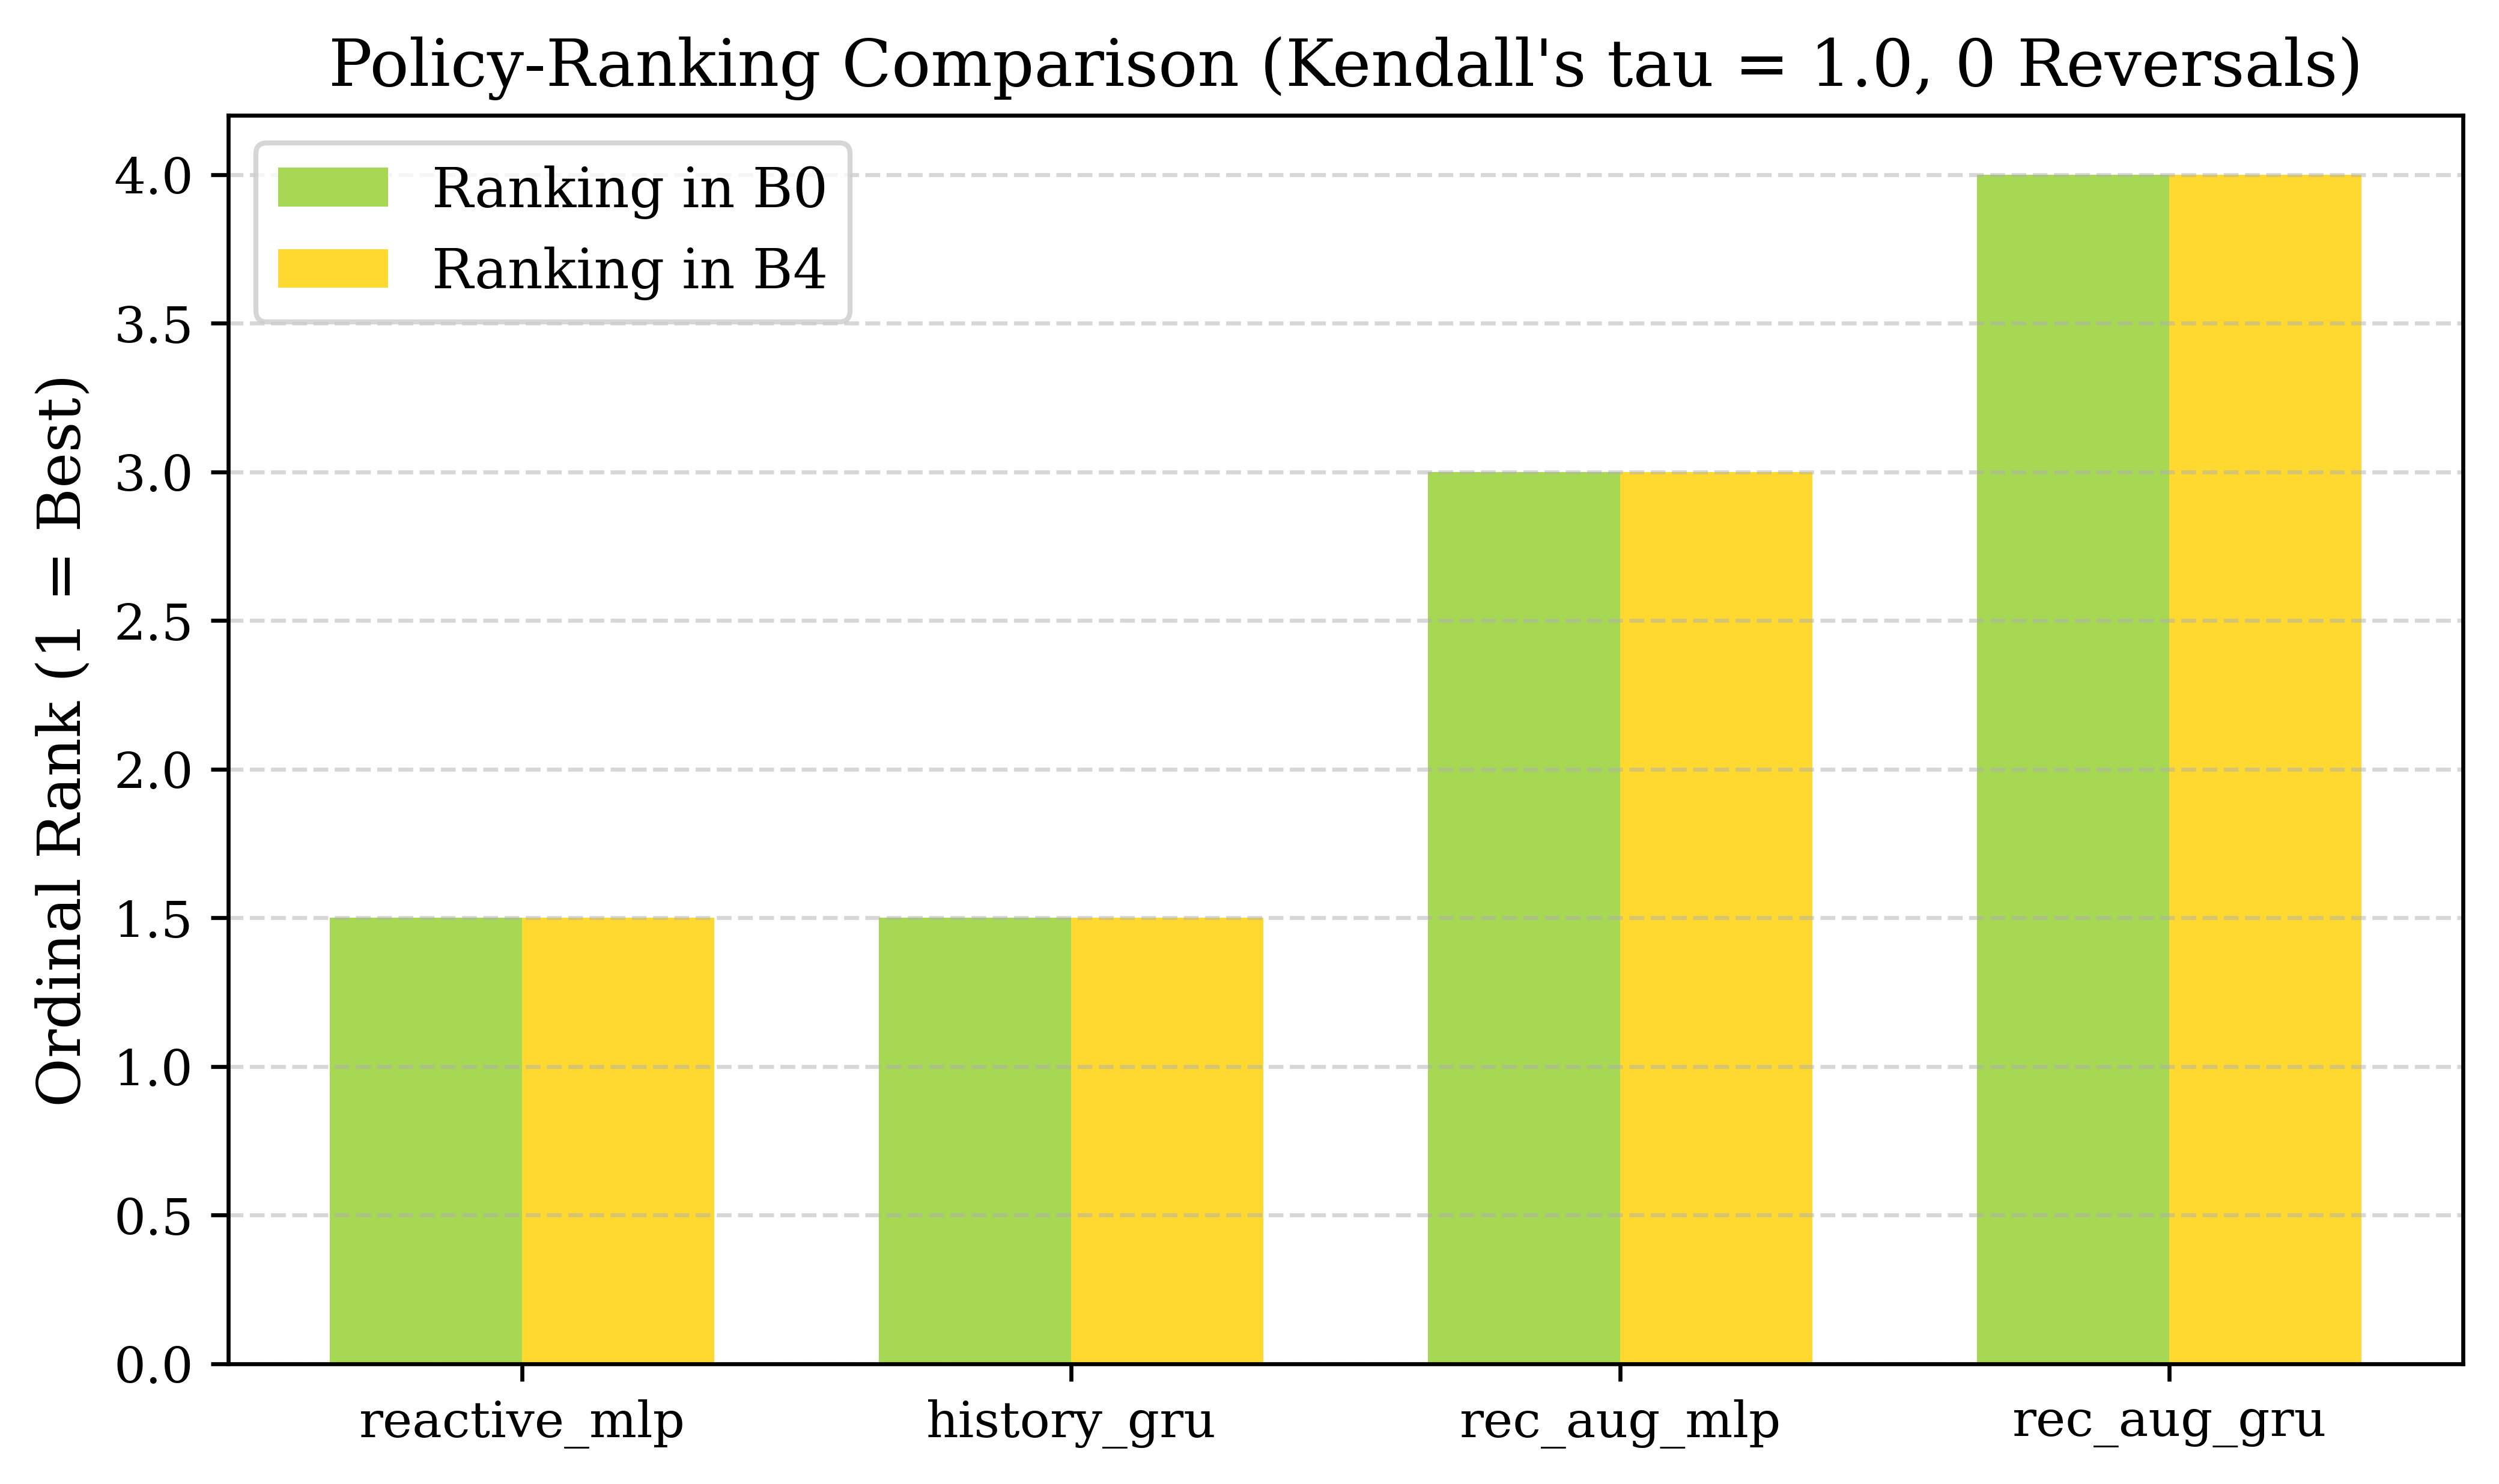 Policy-Ranking Comparison (Kendall's tau = 1.0, 0 Reversals)
Ranking in B0
Ranking in B4
Ordinal Rank (1 = Best)
4.0
3.5
3.0
2.5
2.0
1.5
1.0
0.5
0.0
reactive_mlp
history_gru
rec_aug_mlp
rec_aug_gru